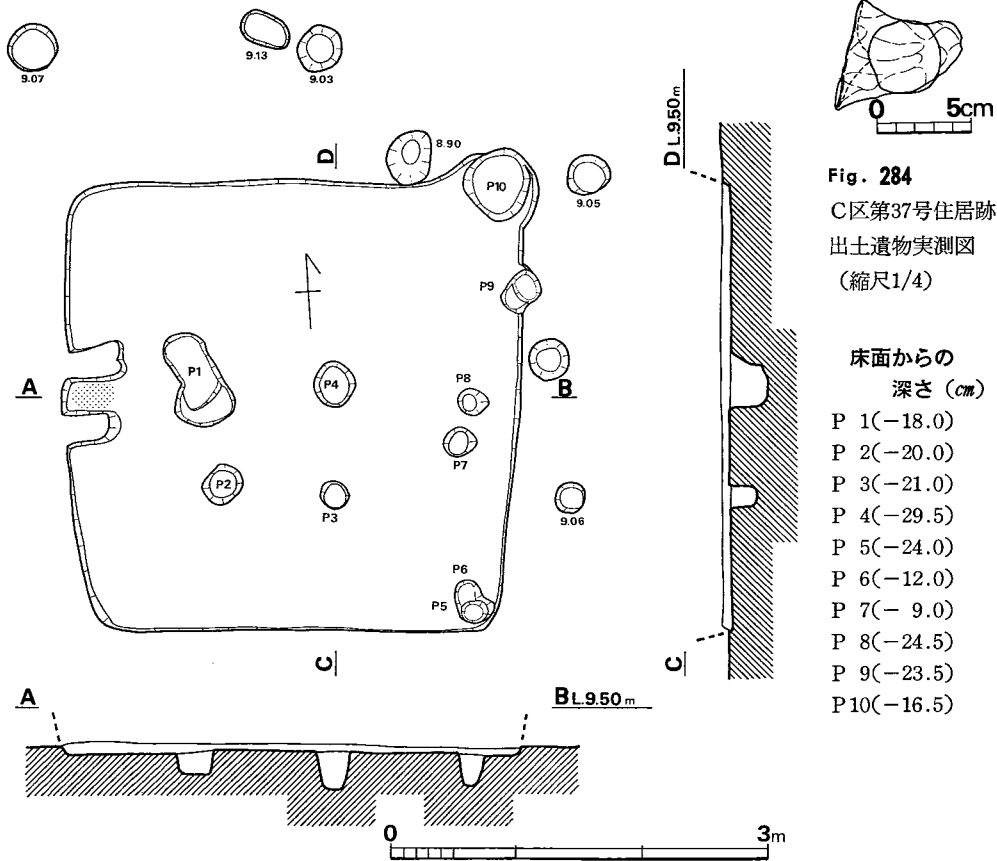 9.07
9.13
9.03
D
8.90
P10
9.05
P9
P1
P4
P8
A
B
P7
P2
P3
9.06
P6
P5
C
A
B L.9.50m
0 3m
D L.9.50m
C
0 5cm
Fig. 284
C区第37号住居跡
出土遺物実測図
(縮尺1/4)
床面からの
深さ (cm)
P 1(-18.0)
P 2(-20.0)
P 3(-21.0)
P 4(-29.5)
P 5(-24.0)
P 6(-12.0)
P 7(- 9.0)
P 8(-24.5)
P 9(-23.5)
P10(-16.5)